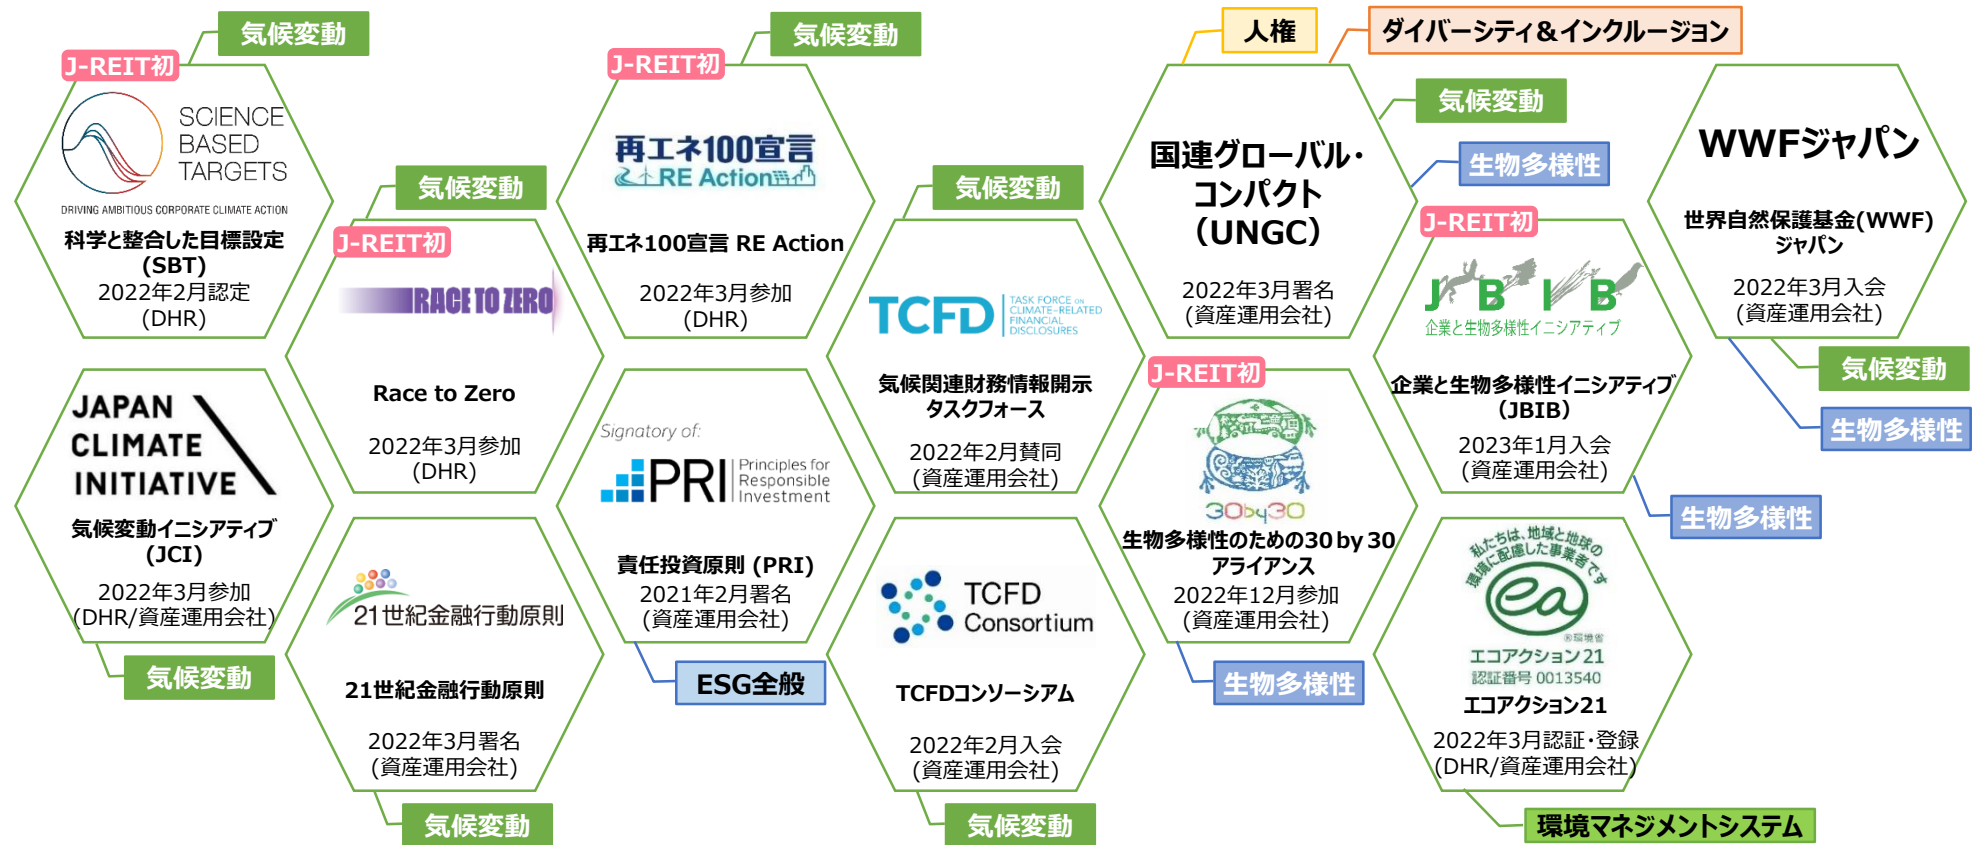 気候変動
J-REIT初
SCIENCE
BASED
TARGETS
DRIVING AMBITIOUS CORPORATE CLIMATE ACTION
科学と整合した目標設定
(SBT)
2022年2月認定
(DHR)
気候変動
J-REIT初
RACE TO ZERO
Race to Zero
2022年3月参加
(DHR)
気候変動
J-REIT初
再エネ100宣言
RE Action
再エネ100宣言 RE Action
2022年3月参加
(DHR)
気候変動
TCFD
TASK FORCE on
CLIMATE-RELATED
FINANCIAL
DISCLOSURES
気候関連財務情報開示
タスクフォース
2022年2月賛同
(資産運用会社)
人権
ダイバーシティ＆インクルージョン
気候変動
生物多様性
国連グローバル・
コンパクト
（UNGC）
2022年3月署名
(資産運用会社)
J-REIT初
JBIB
企業と生物多様性イニシアティブ
企業と生物多様性イニシアティブ
（JBIB）
2023年1月入会
(資産運用会社)
生物多様性
WWFジャパン
世界自然保護基金(WWF)
ジャパン
2022年3月入会
(資産運用会社)
気候変動
生物多様性
JAPAN
CLIMATE
INITIATIVE
気候変動イニシアティブ
(JCI)
2022年3月参加
(DHR/資産運用会社)
気候変動
21世紀金融行動原則
21世紀金融行動原則
2022年3月署名
(資産運用会社)
気候変動
Signatory of:
PRI
Principles for
Responsible
Investment
責任投資原則 (PRI)
2021年2月署名
(資産運用会社)
ESG全般
TCFD
Consortium
TCFDコンソーシアム
2022年2月入会
(資産運用会社)
気候変動
J-REIT初
30by30
生物多様性のための30 by 30
アライアンス
2022年12月参加
(資産運用会社)
生物多様性
私たちは、地域と地球の
環境に配慮した事業者です
ea
®環境省
エコアクション21
認証番号 0013540
エコアクション21
2022年3月認証・登録
(DHR/資産運用会社)
環境マネジメントシステム